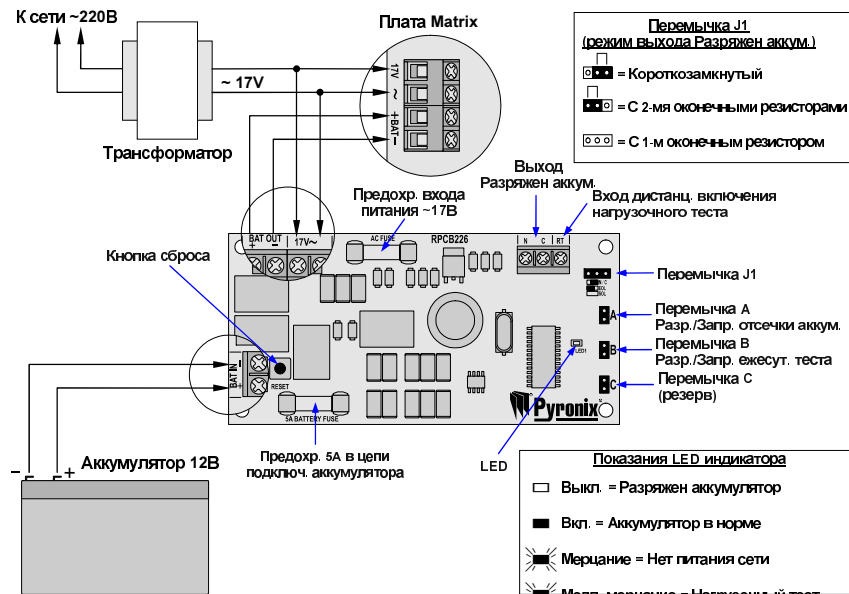 К сети ~220В
Плата Matrix
Перемычка J1
(режим выхода Разряжен аккум.)
= Короткозамкнутый
= С 2-мя оконечными резисторами
= С 1-м оконечным резистором
~ 17V
17V
~
+BAT-
Трансформатор
Выход
Разряжен аккум.
Предохр. входа
питания ~17В
Вход дистанц. включения
нагрузочного теста
BAT OUT
+ -
17V~
AC FUSE
RPCB226
N C RT
Кнопка сброса
Перемычка J1
N/C
EOL
A
Перемычка А
Разр./Запр. отсечки аккум.
B
Перемычка В
Разр./Запр. ежесут. теста
C
Перемычка С
(резерв)
LED1
BAT IN
- +
RESET
5A BATTERY FUSE
Pyronix
Предохр. 5А в цепи
подключ. аккумулятора
LED
- +
Аккумулятор 12В
Показания LED индикатора
Выкл. = Разряжен аккумулятор
Вкл. = Аккумулятор в норме
Мерцание = Нет питания сети